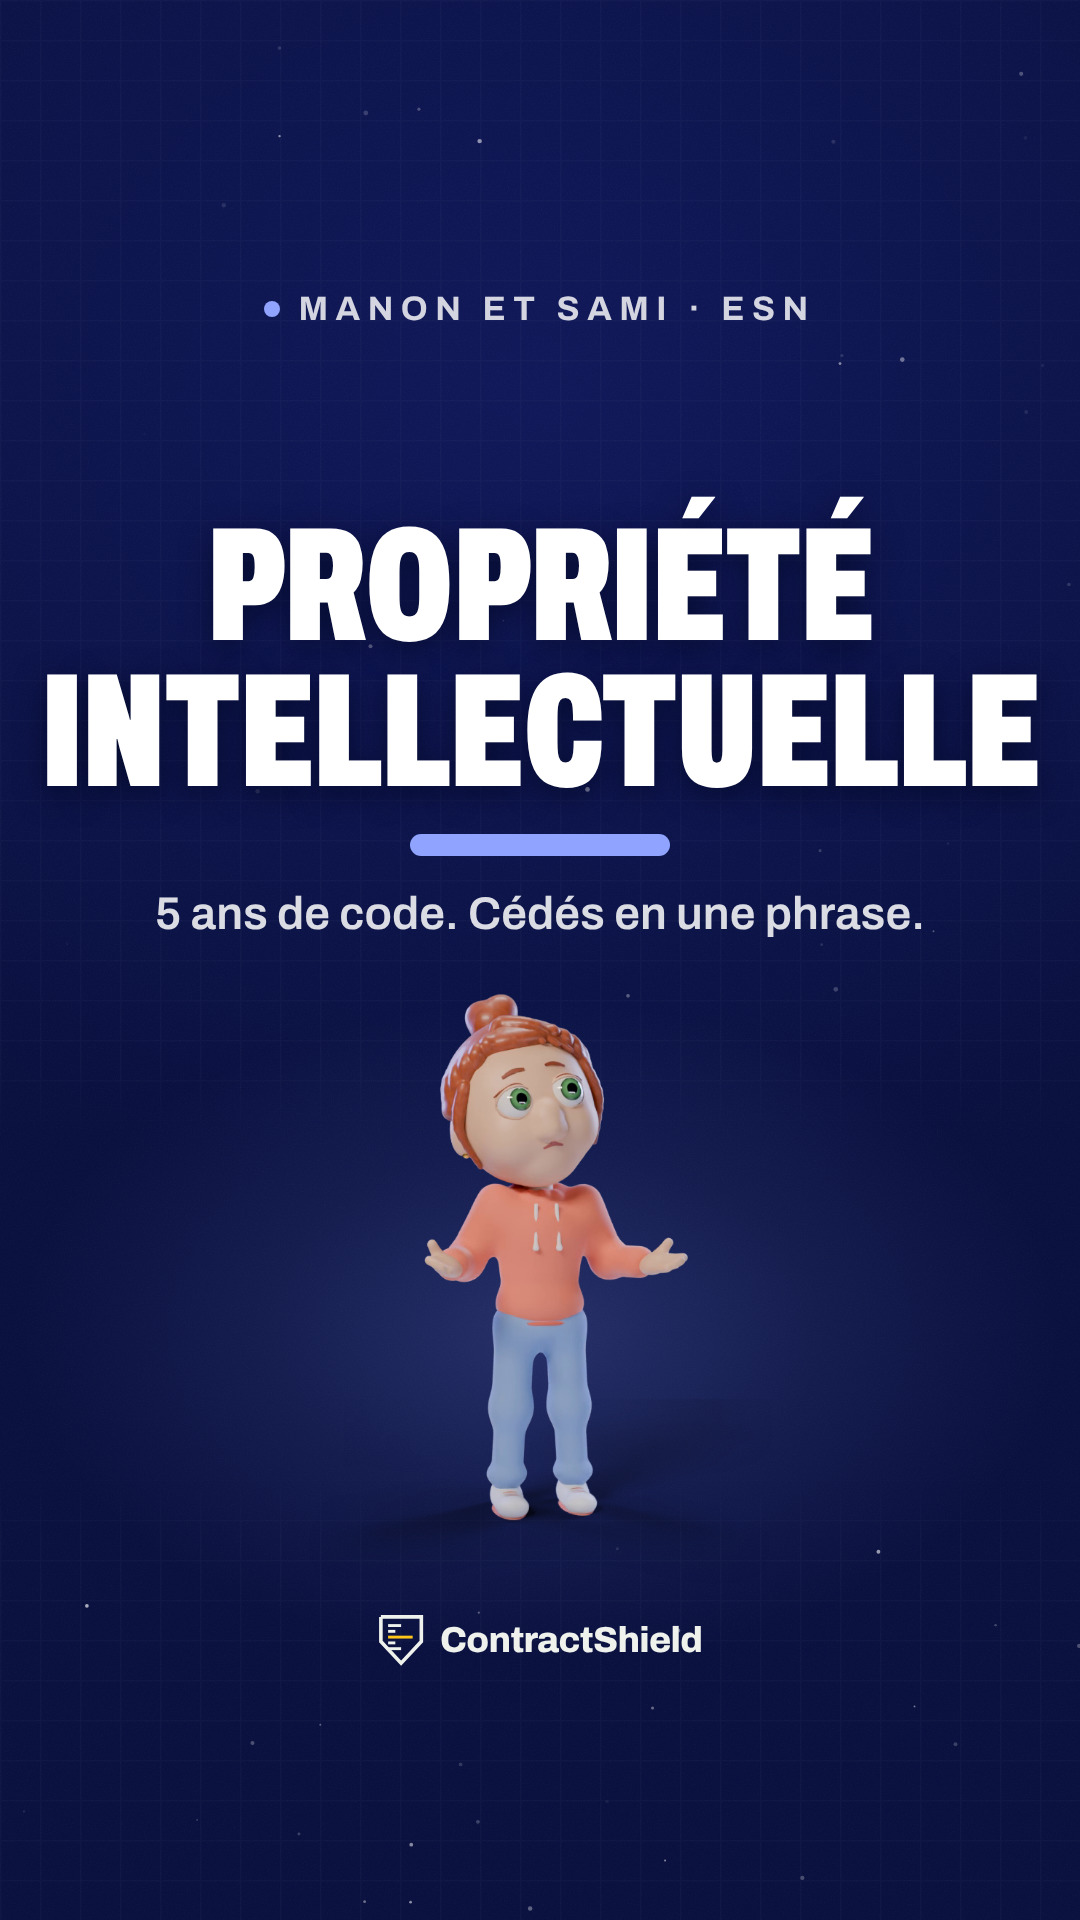 MANON ET SAMI · ESN
PROPRIÉTÉ
INTELLECTUELLE
5 ans de code. Cédés en une phrase.
ContractShield